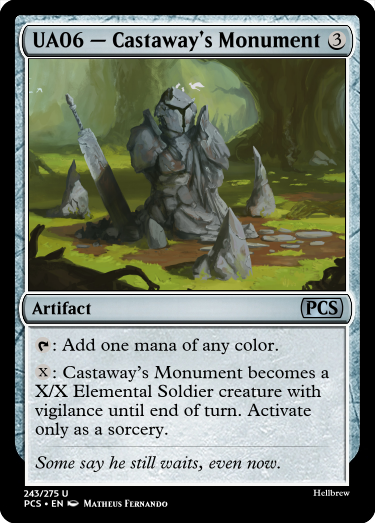 UA06 — Castaway's Monument 3
Artifact PCS
: Add one mana of any color.
X: Castaway's Monument becomes a
X/X Elemental Soldier creature with
vigilance until end of turn. Activate
only as a sorcery.
Some say he still waits, even now.
243/275 U Hellbrew
PCS • EN Matheus Fernando